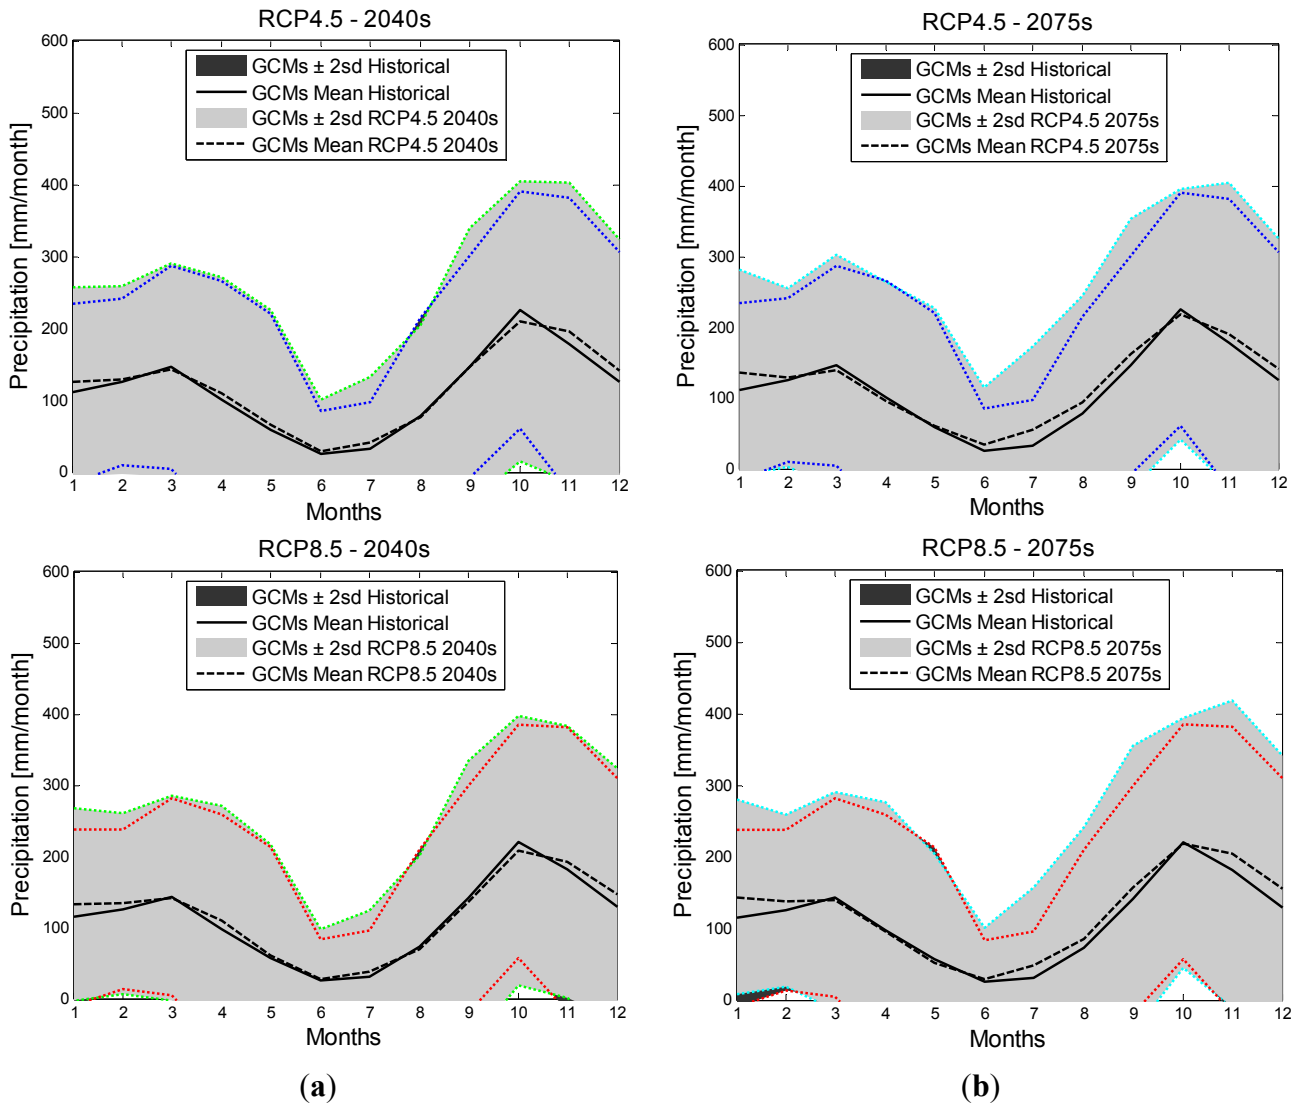 RCP4.5 - 2040s
600
500
400
300
200
100
0
Precipitation [mm/month]
GCMs ± 2sd Historical
GCMs Mean Historical
GCMs ± 2sd RCP4.5 2040s
GCMs Mean RCP4.5 2040s
1 2 3 4 5 6 7 8 9 10 11 12
Months
RCP4.5 - 2075s
600
500
400
300
200
100
0
Precipitation [mm/month]
GCMs ± 2sd Historical
GCMs Mean Historical
GCMs ± 2sd RCP4.5 2075s
GCMs Mean RCP4.5 2075s
1 2 3 4 5 6 7 8 9 10 11 12
Months
RCP8.5 - 2040s
600
500
400
300
200
100
0
Precipitation [mm/month]
GCMs ± 2sd Historical
GCMs Mean Historical
GCMs ± 2sd RCP8.5 2040s
GCMs Mean RCP8.5 2040s
1 2 3 4 5 6 7 8 9 10 11 12
Months
RCP8.5 - 2075s
600
500
400
300
200
100
0
Precipitation [mm/month]
GCMs ± 2sd Historical
GCMs Mean Historical
GCMs ± 2sd RCP8.5 2075s
GCMs Mean RCP8.5 2075s
1 2 3 4 5 6 7 8 9 10 11 12
Months
(a)
(b)